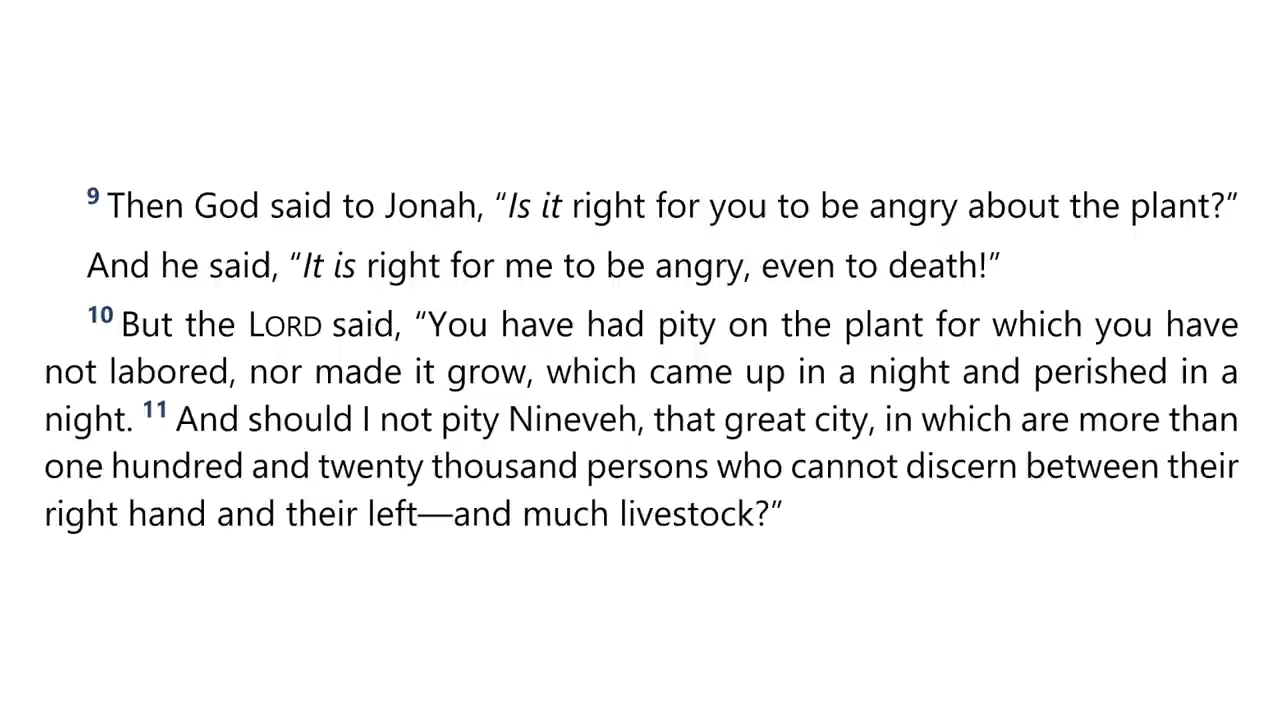 9 Then God said to Jonah, “Is it right for you to be angry about the plant?”
And he said, “It is right for me to be angry, even to death!”
10 But the LORD said, “You have had pity on the plant for which you have
not labored, nor made it grow, which came up in a night and perished in a
night. 11 And should I not pity Nineveh, that great city, in which are more than
one hundred and twenty thousand persons who cannot discern between their
right hand and their left—and much livestock?”